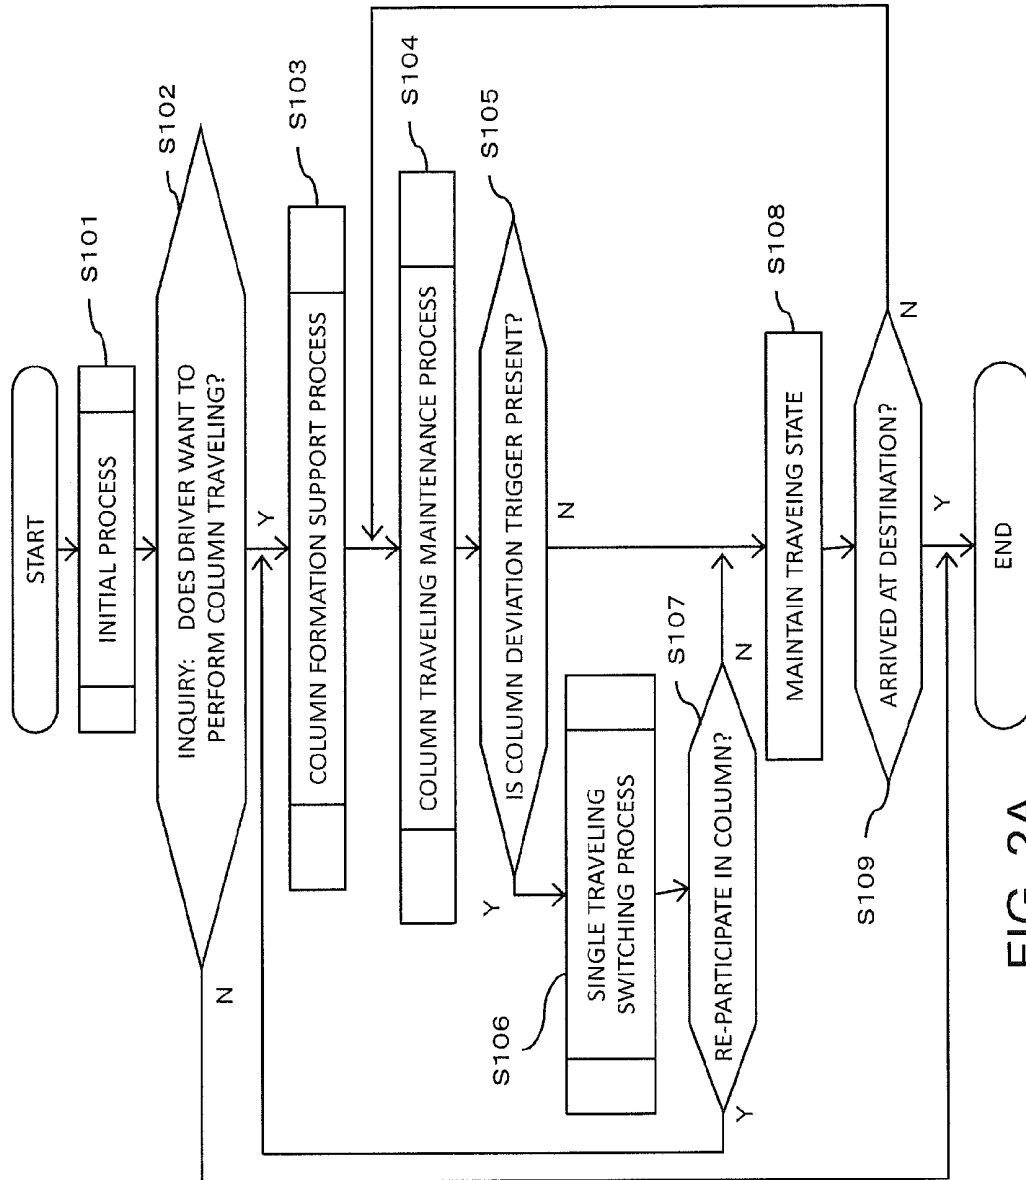 START
INITIAL PROCESS
S101
INQUIRY: DOES DRIVER WANT TO
PERFORM COLUMN TRAVELING?
S102
N
Y
COLUMN FORMATION SUPPORT PROCESS
S103
COLUMN TRAVELING MAINTENANCE PROCESS
S104
IS COLUMN DEVIATION TRIGGER PRESENT?
S105
Y
N
SINGLE TRAVELING
SWITCHING PROCESS
S106
RE-PARTICIPATE IN COLUMN?
S107
Y
N
MAINTAIN TRAVEING STATE
S108
ARRIVED AT DESTINATION?
S109
N
Y
END
FIG. 2A